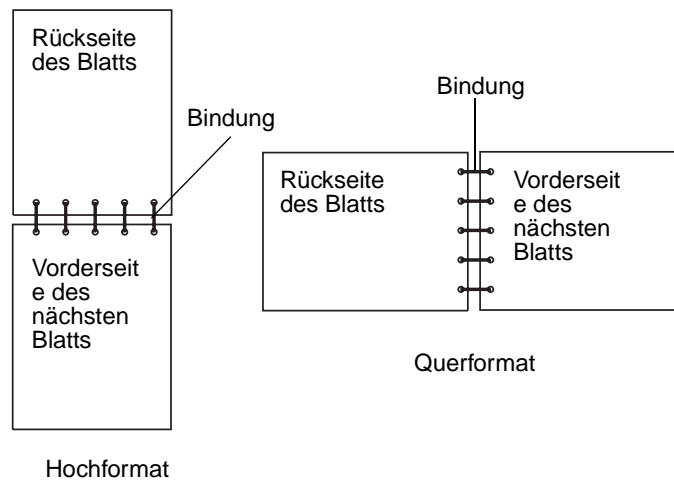 Rückseite
des Blatts
Bindung
Vorderseit
e des
nächsten
Blatts
Hochformat
Bindung
Rückseite
des Blatts
Vorderseit
e des
nächsten
Blatts
Querformat